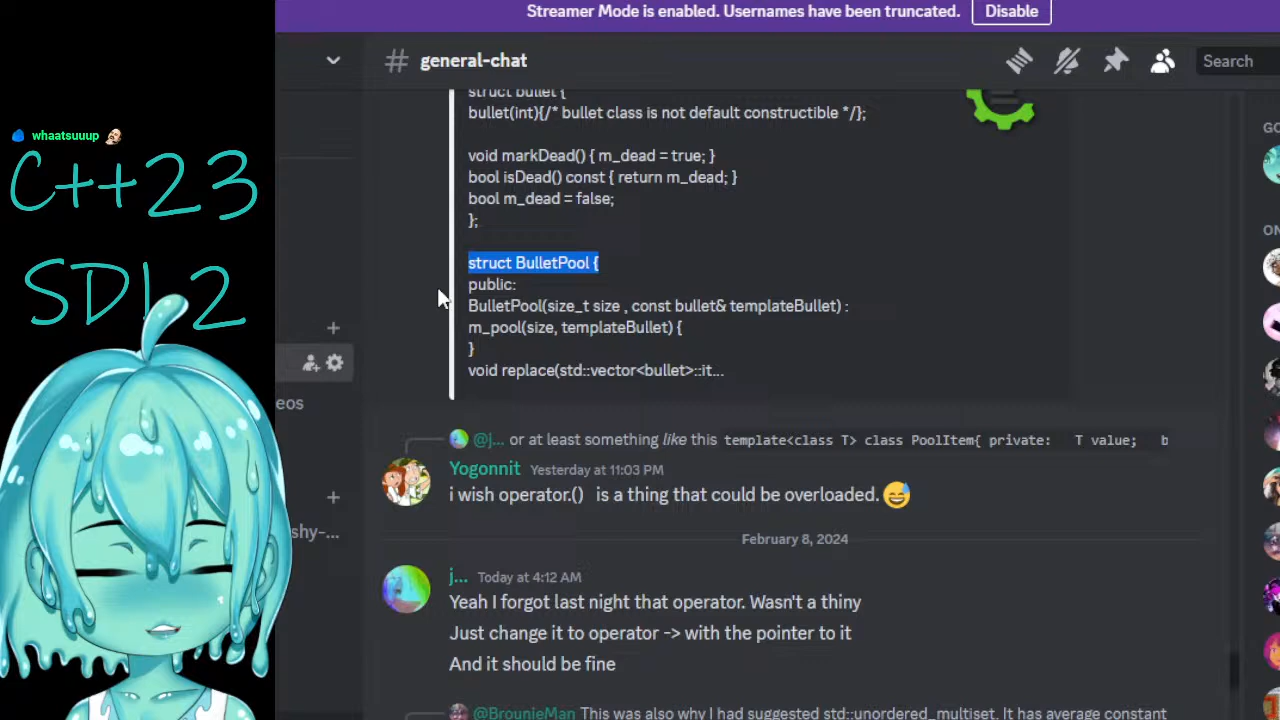 Streamer Mode is enabled. Usernames have been truncated.
Disable
# general-chat
Search
whaatsuuup
C++23
SDL2
struct bullet {
bullet(int){/* bullet class is not default constructible */};
void markDead() { m_dead = true; }
bool isDead() const { return m_dead; }
bool m_dead = false;
};
struct BulletPool {
public:
BulletPool(size_t size , const bullet& templateBullet) :
m_pool(size, templateBullet) {
}
void replace(std::vector<bullet>::it...
@j... or at least something like this template<class T> class PoolItem{ private: T value; b
Yogonnit Yesterday at 11:03 PM
i wish operator.() is a thing that could be overloaded.
February 8, 2024
j... Today at 4:12 AM
Yeah I forgot last night that operator. Wasn't a thiny
Just change it to operator -> with the pointer to it
And it should be fine
@BrounieMan This was also why I had suggested std::unordered_multiset. It has average constant
eos
shy-...
GO
ON